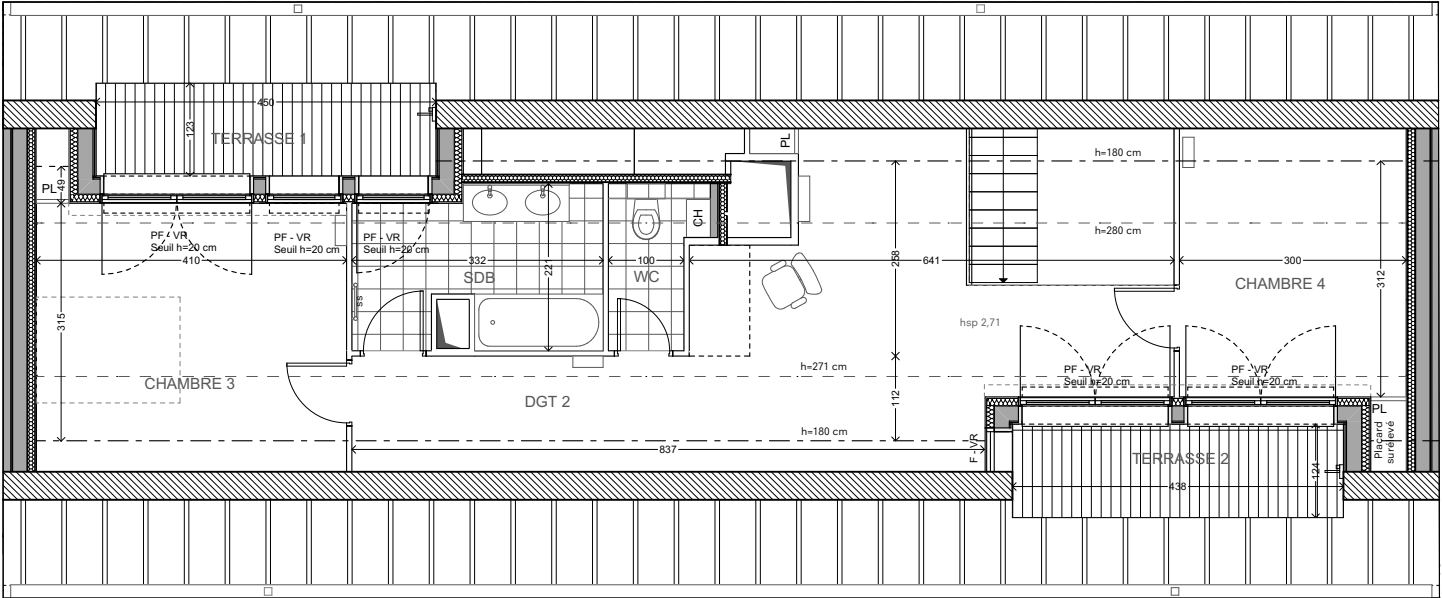 450
123
TERRASSE 1
PL
49
PF - VR
Seuil h=20 cm
PF - VR
Seuil h=20 cm
PF - VR
Seuil h=20 cm
410
332
221
SDB
SS
100
WC
CH
PL
641
258
h=180 cm
h=280 cm
300
312
CHAMBRE 4
315
CHAMBRE 3
hsp 2,71
h=271 cm
DGT 2
112
h=180 cm
837
PF - VR
Seuil h=20 cm
PF - VR
Seuil h=20 cm
F - VR
PL
Placard
surélevé
TERRASSE 2
124
438